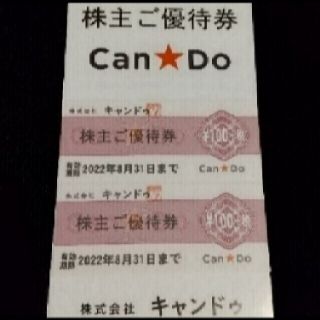 株主ご優待券
Can★Do
株式会社 キャンドゥ
株主ご優待券 ¥100
有効期限 2022年8月31日まで Can★Do
株式会社 キャンドゥ
株主ご優待券 ¥100
有効期限 2022年8月31日まで Can★Do
株式会社 キャンドゥ